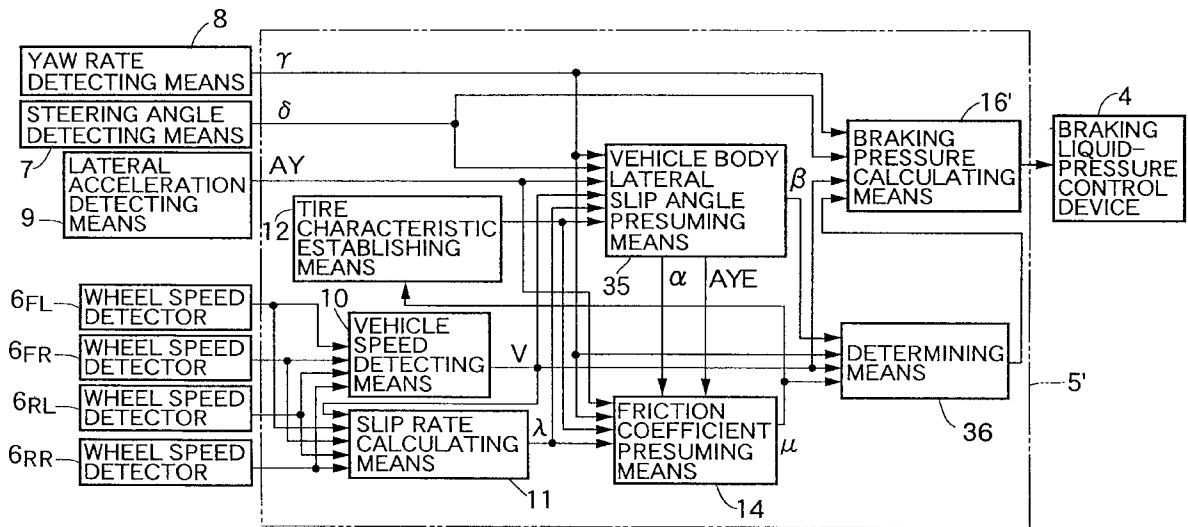 8
YAW RATE
DETECTING MEANS
γ
STEERING ANGLE
DETECTING MEANS
δ
7
LATERAL
ACCELERATION
DETECTING
MEANS
AY
9
12
TIRE
CHARACTERISTIC
ESTABLISHING
MEANS
VEHICLE BODY
LATERAL
SLIP ANGLE
PRESUMING
MEANS
35
β
α
AYE
16'
BRAKING
PRESSURE
CALCULATING
MEANS
4
BRAKING
LIQUID-
PRESSURE
CONTROL
DEVICE
6FL
WHEEL SPEED
DETECTOR
6FR
WHEEL SPEED
DETECTOR
6RL
WHEEL SPEED
DETECTOR
6RR
WHEEL SPEED
DETECTOR
10
VEHICLE
SPEED
DETECTING
MEANS
V
SLIP RATE
CALCULATING
MEANS
λ
11
FRICTION
COEFFICIENT
PRESUMING
MEANS
μ
14
DETERMINING
MEANS
36
5'